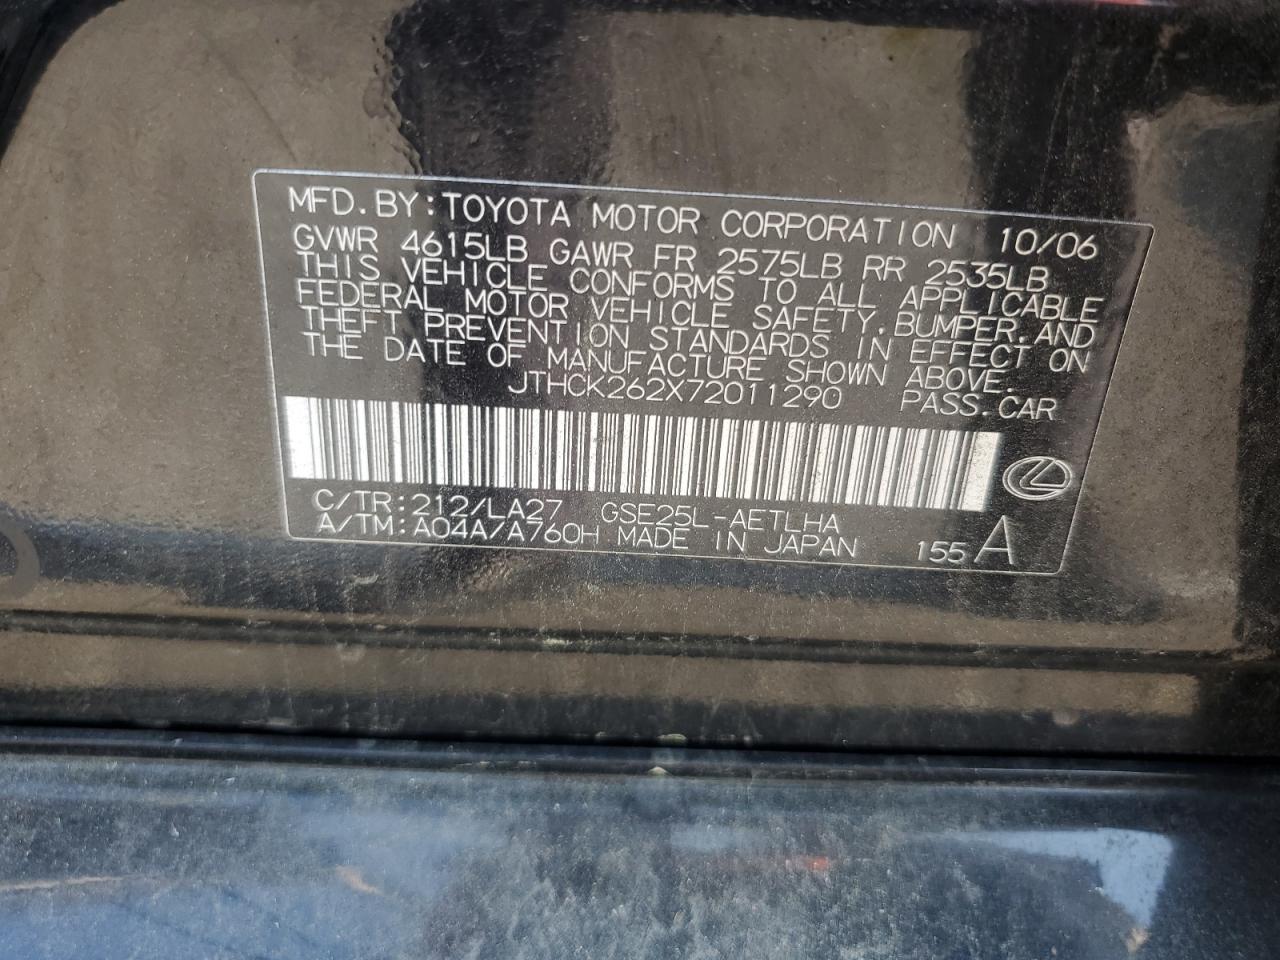 MFD. BY: TOYOTA MOTOR CORPORATION 10/06
GVWR 4615LB GAWR FR 2575LB RR 2535LB
THIS VEHICLE CONFORMS TO ALL APPLICABLE
FEDERAL MOTOR VEHICLE SAFETY, BUMPER, AND
THEFT PREVENTION STANDARDS IN EFFECT ON
THE DATE OF MANUFACTURE SHOWN ABOVE.
JTHCK262X72011290 PASS. CAR
C/TR: 212/LA27 GSE25L-AETLHA
A/TM: A04A/A760H MADE IN JAPAN 155 A